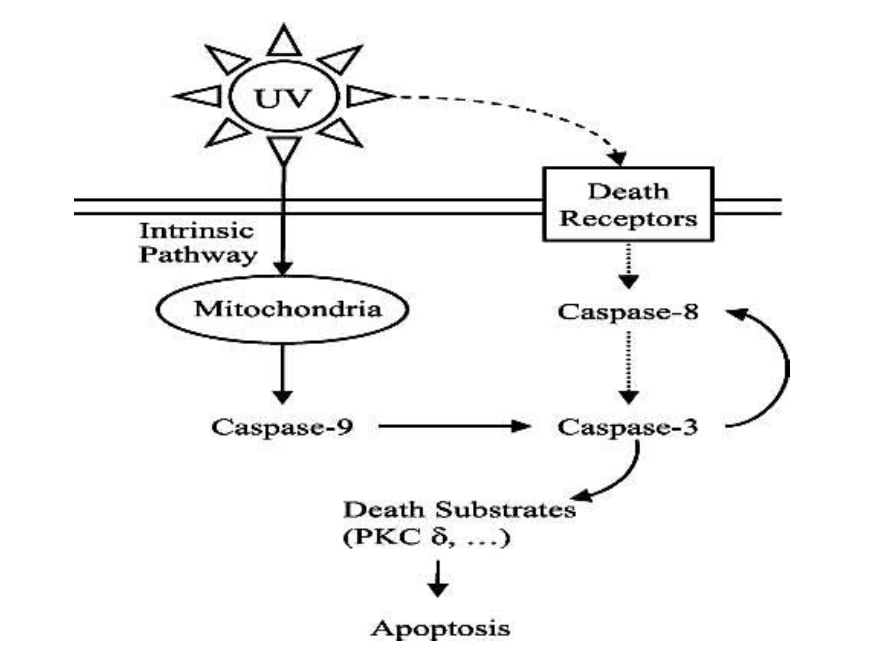 UV
Death
Receptors
Intrinsic
Pathway
Mitochondria
Caspase-8
Caspase-9
Caspase-3
Death Substrates
(PKC δ, ...)
Apoptosis